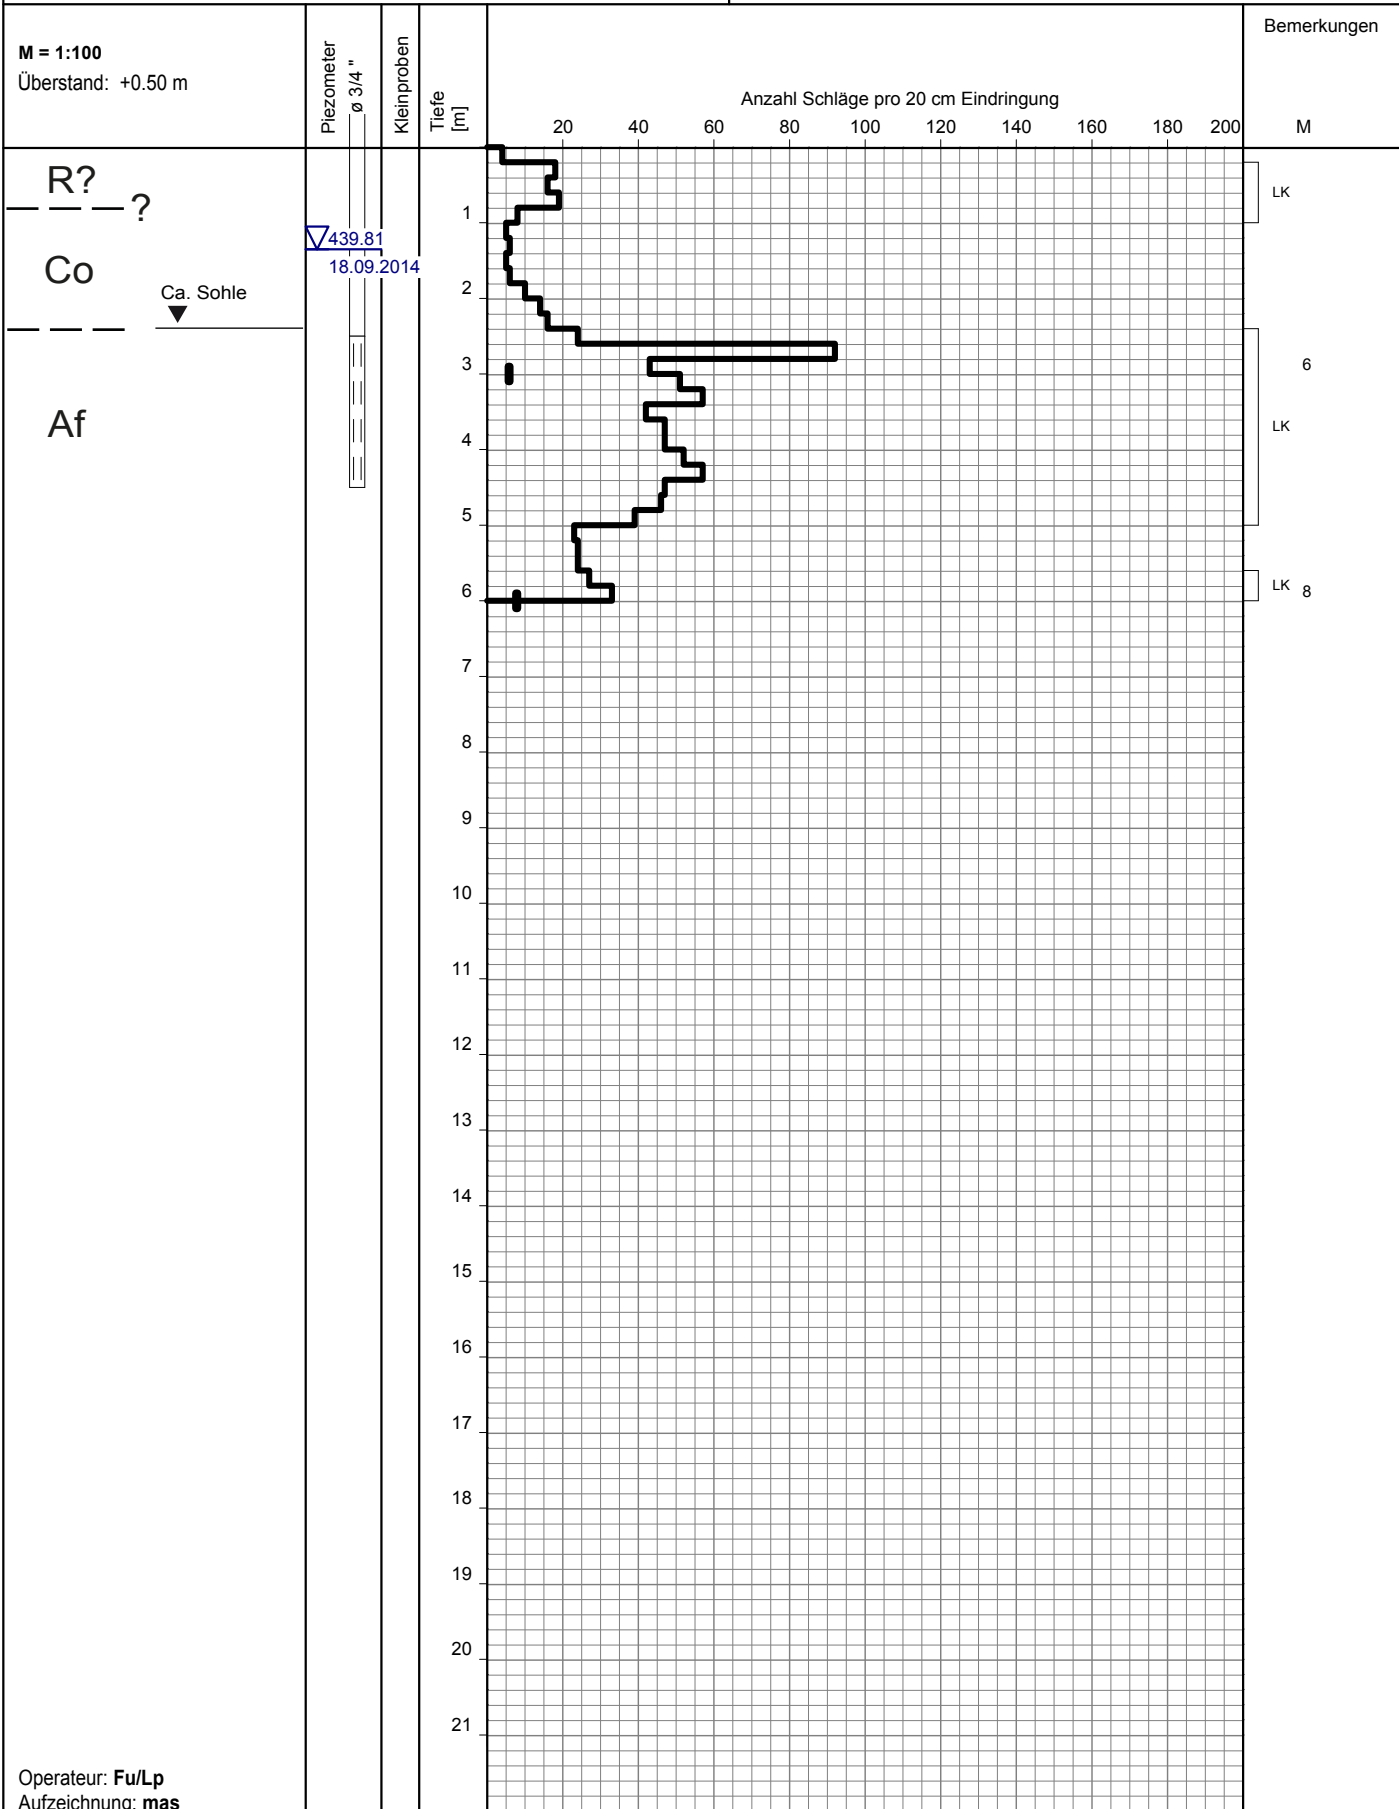 M = 1:100
Überstand: +0.50 m
Piezometer
ø 3/4 "
Kleinproben
Tiefe
[m]
Anzahl Schläge pro 20 cm Eindringung
20 40 60 80 100 120 140 160 180 200
Bemerkungen
M
R?
?
LK
1
439.81
18.09.2014
Co
Ca. Sohle
2
3
6
Af
LK
4
5
6
LK 8
7
8
9
10
11
12
13
14
15
16
17
18
19
20
21
Operateur: Fu/Lp
Aufzeichnung: mas